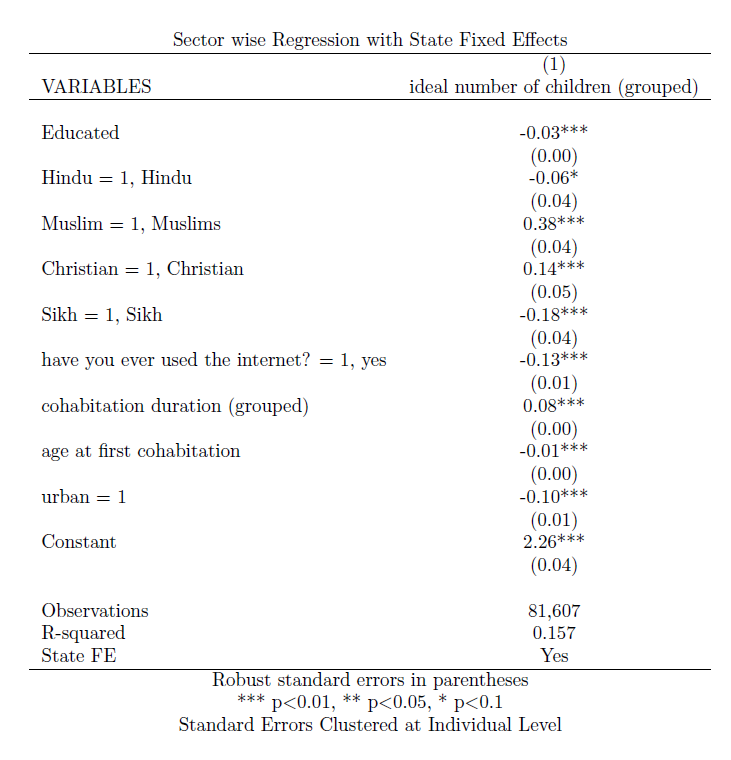 Sector wise Regression with State Fixed Effects
(1)
VARIABLES ideal number of children (grouped)
Educated -0.03***
(0.00)
Hindu = 1, Hindu -0.06*
(0.04)
Muslim = 1, Muslims 0.38***
(0.04)
Christian = 1, Christian 0.14***
(0.05)
Sikh = 1, Sikh -0.18***
(0.04)
have you ever used the internet? = 1, yes -0.13***
(0.01)
cohabitation duration (grouped) 0.08***
(0.00)
age at first cohabitation -0.01***
(0.00)
urban = 1 -0.10***
(0.01)
Constant 2.26***
(0.04)
Observations 81,607
R-squared 0.157
State FE Yes
Robust standard errors in parentheses
*** p<0.01, ** p<0.05, * p<0.1
Standard Errors Clustered at Individual Level